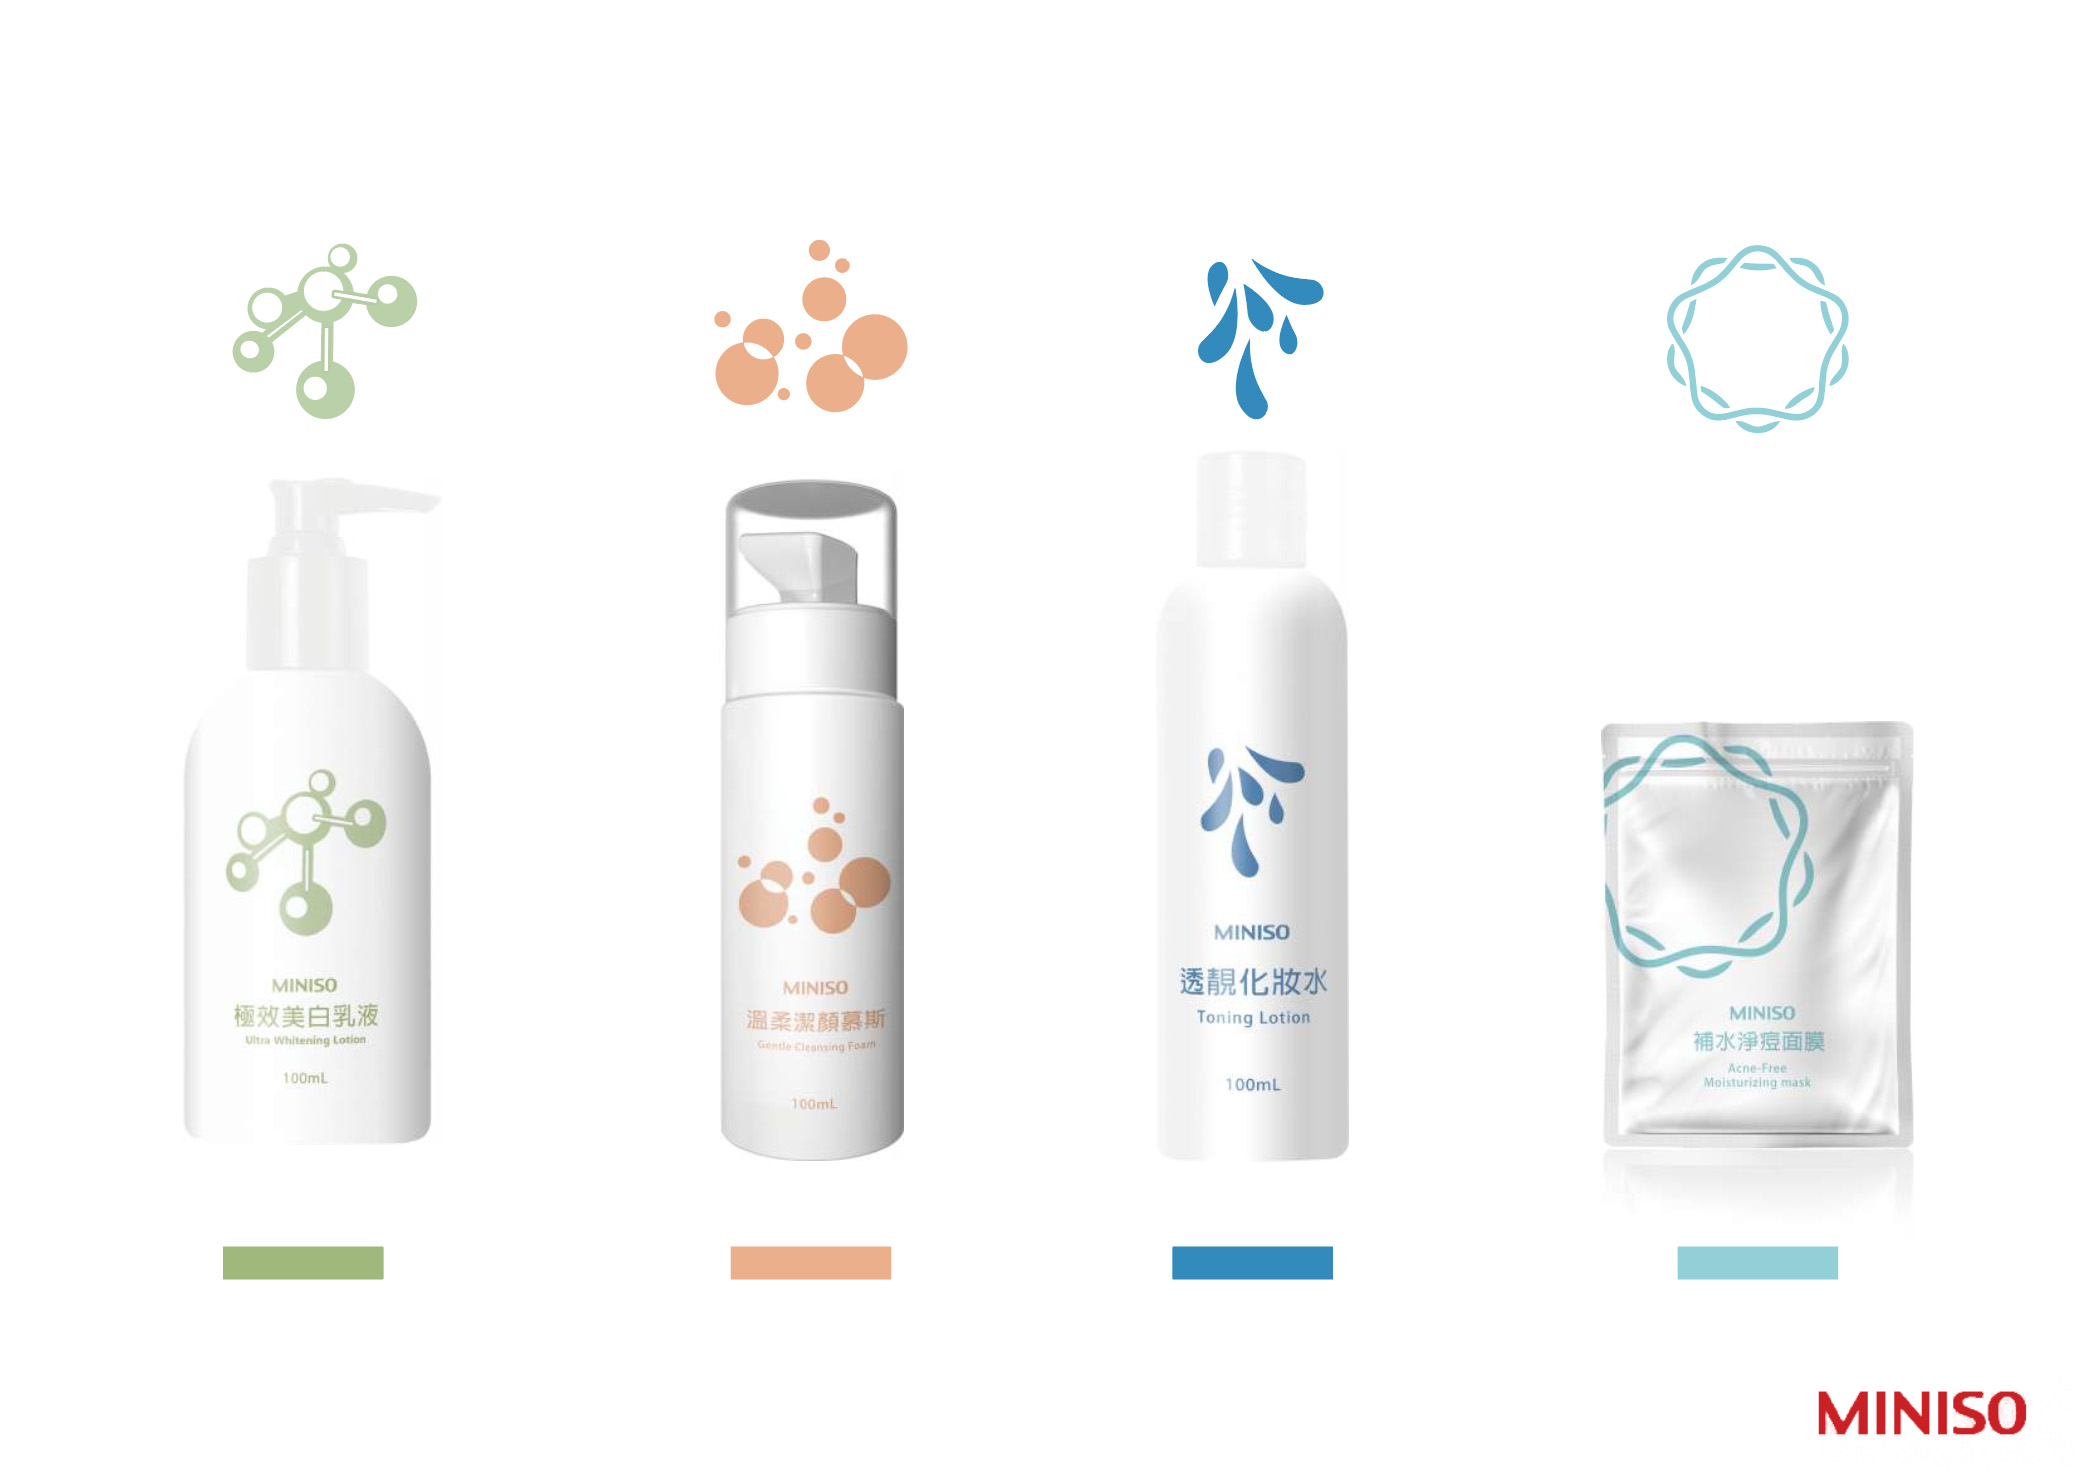 MINISO
極效美白乳液
Ultra Whitening Lotion
100mL
MINISO
溫柔潔顏慕斯
Gentle Cleansing Foam
100mL
MINISO
透靚化妝水
Toning Lotion
100mL
MINISO
補水淨痘面膜
Acne-Free
Moisturizing mask
MINISO